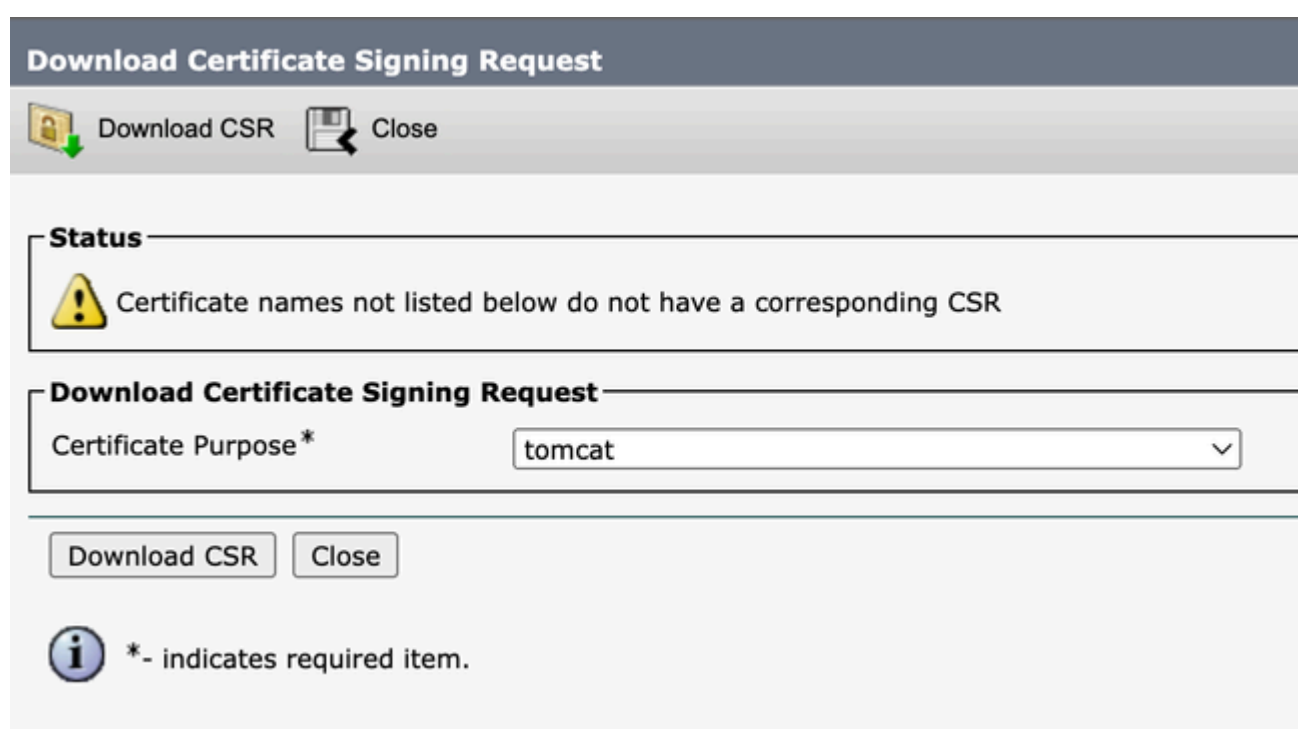 Download Certificate Signing Request
Download CSR Close
Status
Certificate names not listed below do not have a corresponding CSR
Download Certificate Signing Request
Certificate Purpose* tomcat
Download CSR Close
*- indicates required item.